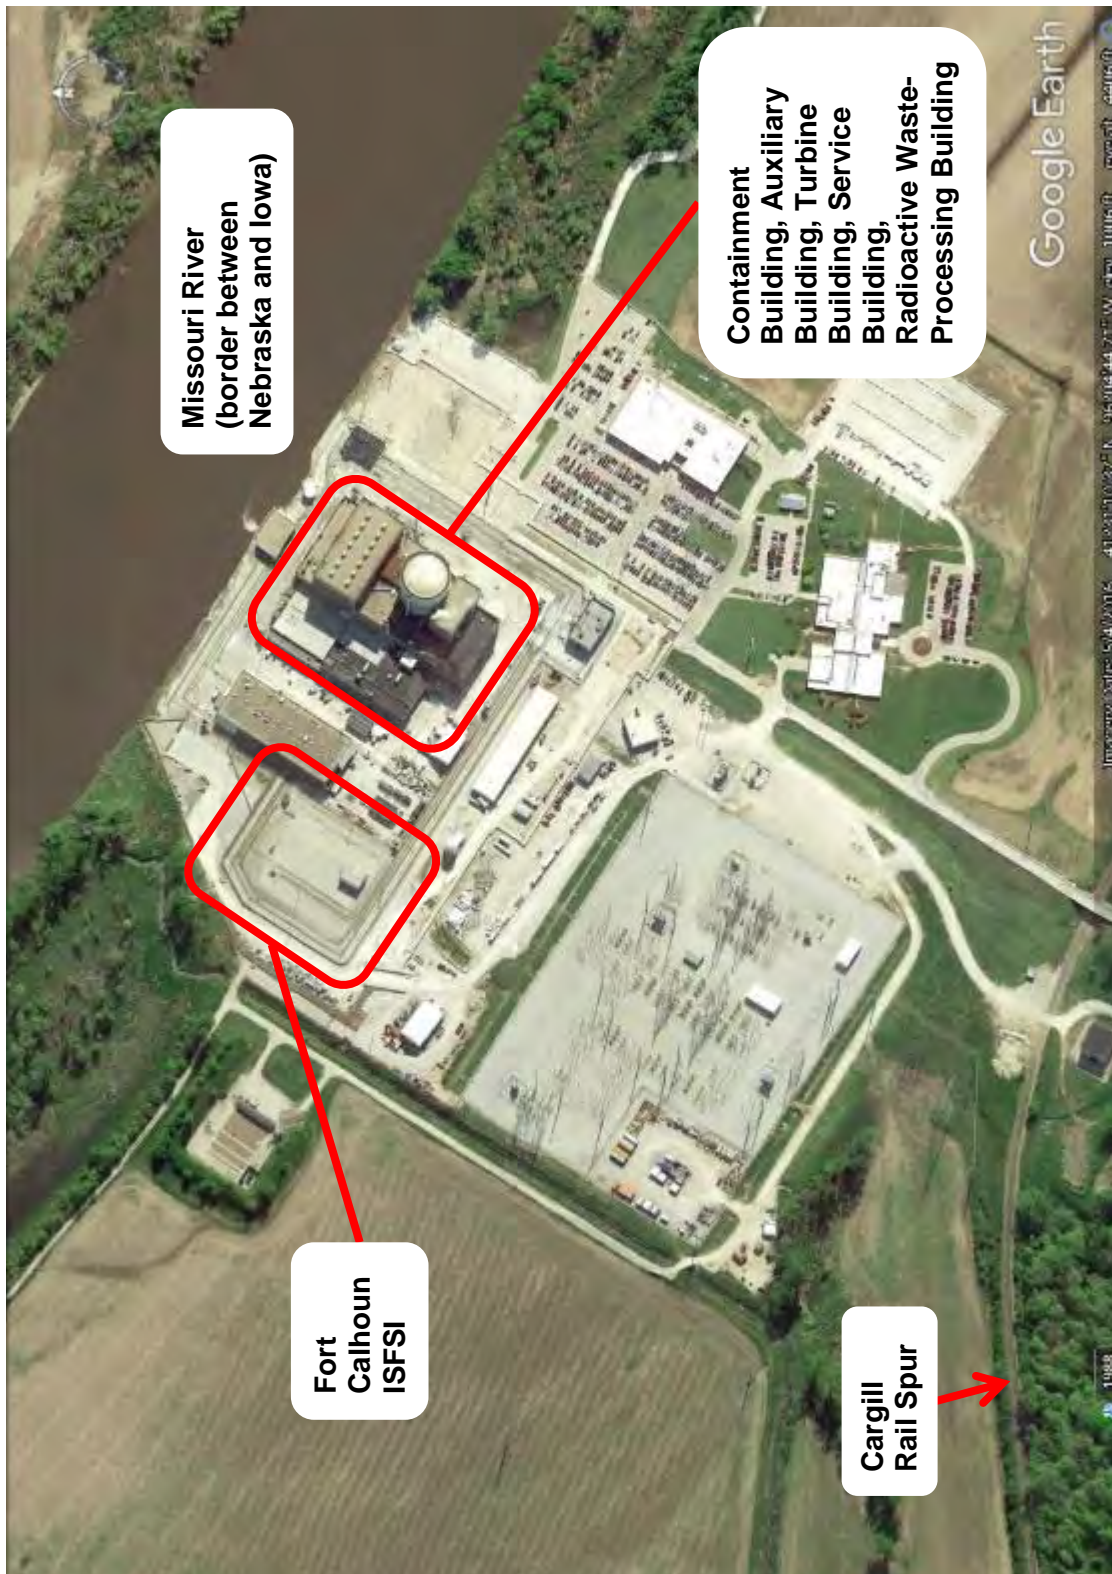 Missouri River
(border between
Nebraska and Iowa)
Containment
Building, Auxiliary
Building, Turbine
Building, Service
Building,
Radioactive Waste-
Processing Building
Fort
Calhoun
ISFSI
Cargill
Rail Spur
Google Earth
1988